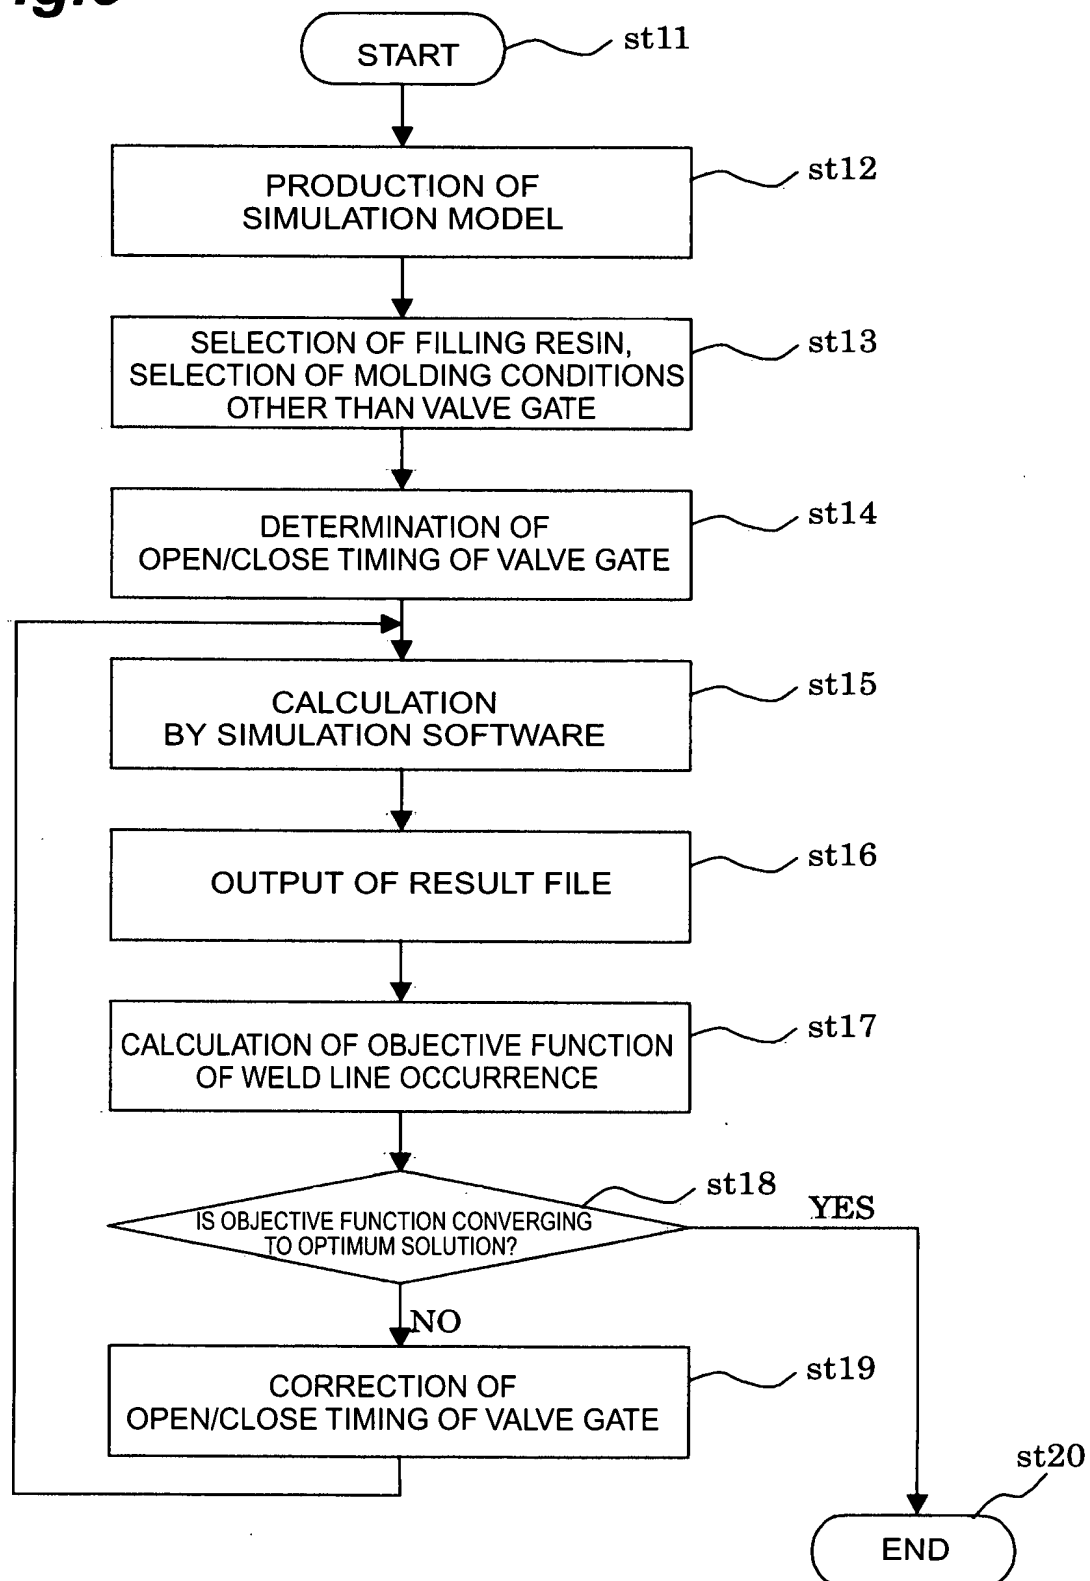 START
st11
PRODUCTION OF
SIMULATION MODEL
st12
SELECTION OF FILLING RESIN,
SELECTION OF MOLDING CONDITIONS
OTHER THAN VALVE GATE
st13
DETERMINATION OF
OPEN/CLOSE TIMING OF VALVE GATE
st14
CALCULATION
BY SIMULATION SOFTWARE
st15
OUTPUT OF RESULT FILE
st16
CALCULATION OF OBJECTIVE FUNCTION
OF WELD LINE OCCURRENCE
st17
IS OBJECTIVE FUNCTION CONVERGING
TO OPTIMUM SOLUTION?
st18
YES
NO
CORRECTION OF
OPEN/CLOSE TIMING OF VALVE GATE
st19
END
st20